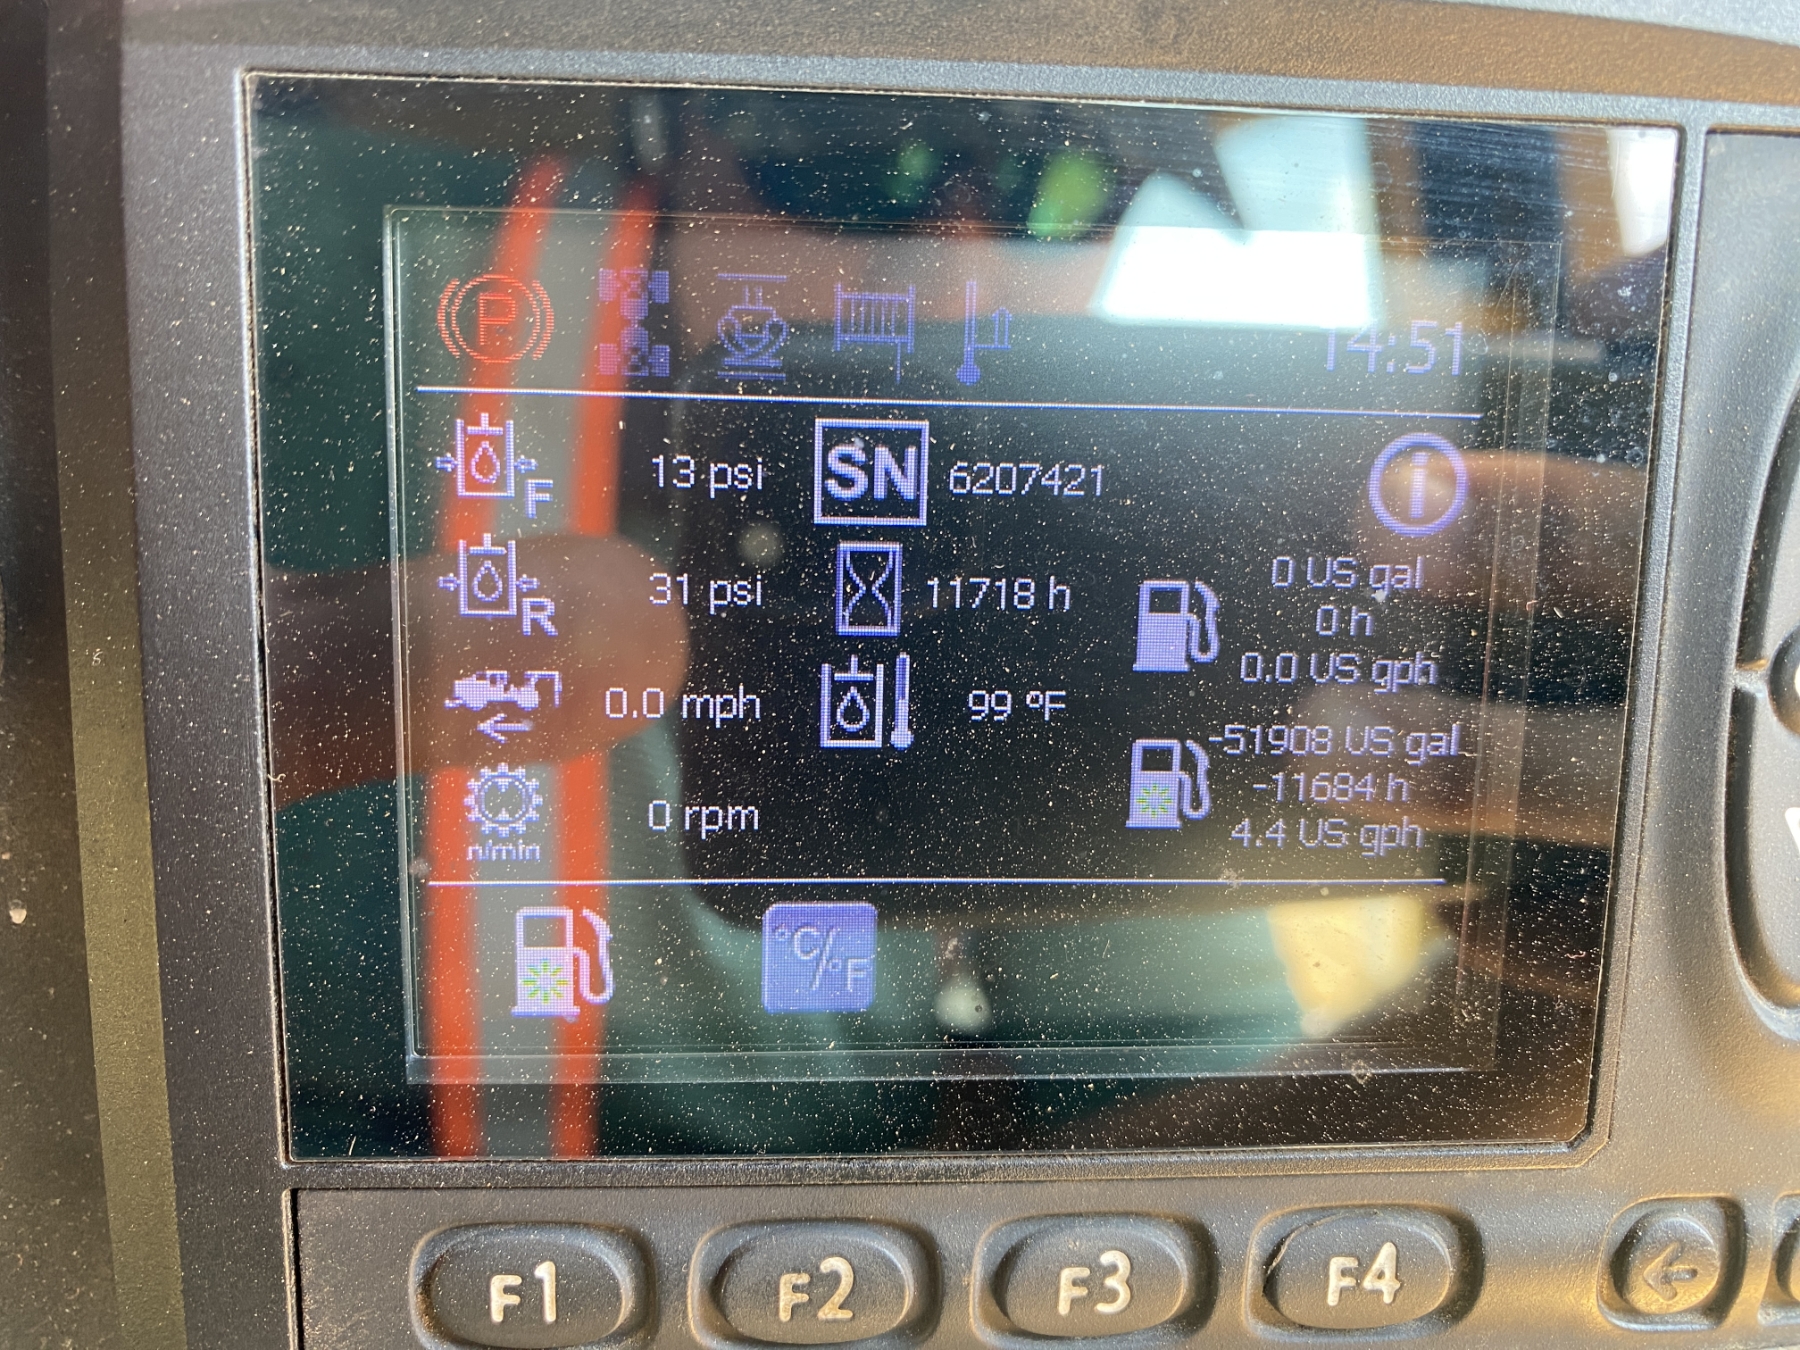 P
14:51
F
13 psi
SN
6207421
i
R
31 psi
11718 h
0 US gal
0 h
0.0 US gph
0.0 mph
99 ºF
-51908 US gal
-11684 h
4.4 US gph
n/min
0 rpm
°C/°F
F1
F2
F3
F4